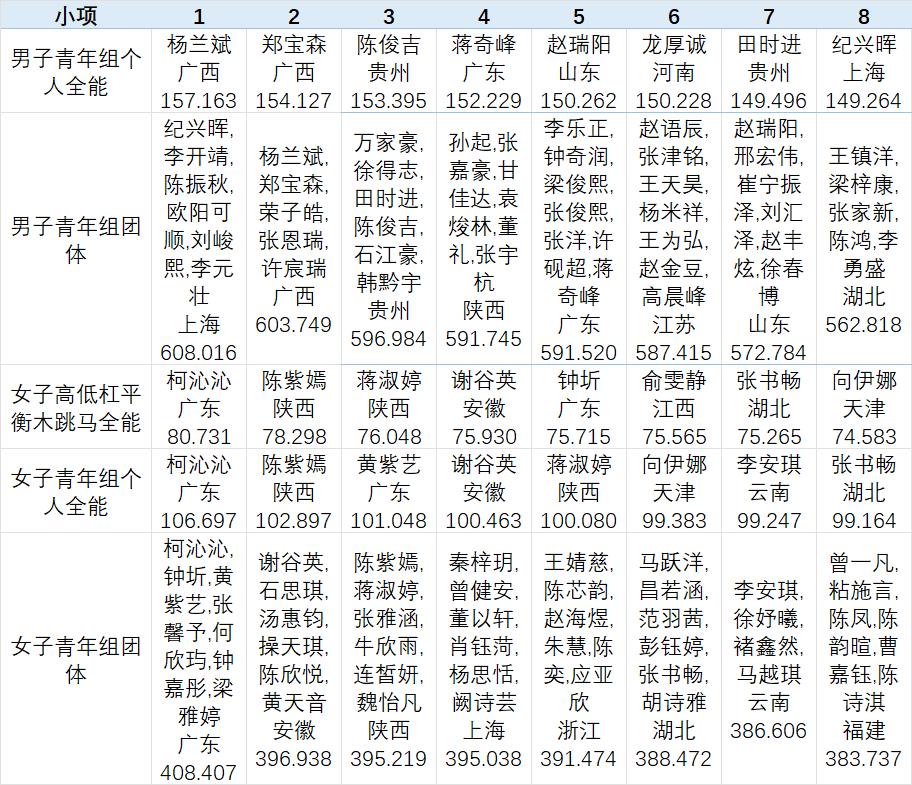 小项 1 2 3 4 5 6 7 8
男子青年组个
人全能
杨兰斌
广西
157.163
郑宝森
广西
154.127
陈俊吉
贵州
153.395
蒋奇峰
广东
152.229
赵瑞阳
山东
150.262
龙厚诚
河南
150.228
田时进
贵州
149.496
纪兴晖
上海
149.264
男子青年组团
体
纪兴晖,
李开靖,
陈振秋,
欧阳可
顺,刘峻
熙,李元
壮
上海
608.016
杨兰斌,
郑宝森,
荣子皓,
张恩瑞,
许宸瑞
广西
603.749
万家豪,
徐得志,
田时进,
陈俊吉,
石江豪,
韩黔宇
贵州
596.984
孙起,张
嘉豪,甘
佳达,袁
焌林,董
礼,张宇
杭
陕西
591.745
李乐正,
钟奇润,
梁俊熙,
张俊熙,
张洋,许
砚超,蒋
奇峰
广东
591.520
赵语辰,
张津铭,
王天昊,
杨米祥,
王为弘,
赵金豆,
高晨峰
江苏
587.415
赵瑞阳,
邢宏伟,
崔宁振
泽,刘汇
泽,赵丰
炫,徐春
博
山东
572.784
王镇洋,
梁梓康,
张家新,
陈鸿,李
勇盛
湖北
562.818
女子高低杠平
衡木跳马全能
柯沁沁
广东
80.731
陈紫嫣
陕西
78.298
蒋淑婷
陕西
76.048
谢谷英
安徽
75.930
钟圻
广东
75.715
俞雯静
江西
75.565
张书畅
湖北
75.265
向伊娜
天津
74.583
女子青年组个
人全能
柯沁沁
广东
106.697
陈紫嫣
陕西
102.897
黄紫艺
广东
101.048
谢谷英
安徽
100.463
蒋淑婷
陕西
100.080
向伊娜
天津
99.383
李安琪
云南
99.247
张书畅
湖北
99.164
女子青年组团
体
柯沁沁,
钟圻,黄
紫艺,张
馨予,何
欣玙,钟
嘉彤,梁
雅婷
广东
408.407
谢谷英,
石思琪,
汤惠钧,
操天琪,
陈欣悦,
黄天音
安徽
396.938
陈紫嫣,
蒋淑婷,
张雅涵,
牛欣雨,
连皙妍,
魏怡凡
陕西
395.219
秦梓玥,
曾健安,
董以轩,
肖钰菏,
杨思恬,
阙诗芸
上海
395.038
王婧慈,
陈芯韵,
赵海煜,
朱慧,陈
奕,应亚
欣
浙江
391.474
马跃洋,
昌若涵,
范羽茜,
彭钰婷,
张书畅,
胡诗雅
湖北
388.472
李安琪,
徐妤曦,
褚鑫然,
马越琪
云南
386.606
曾一凡,
粘施言,
陈凤,陈
韵暄,曹
嘉钰,陈
诗淇
福建
383.737